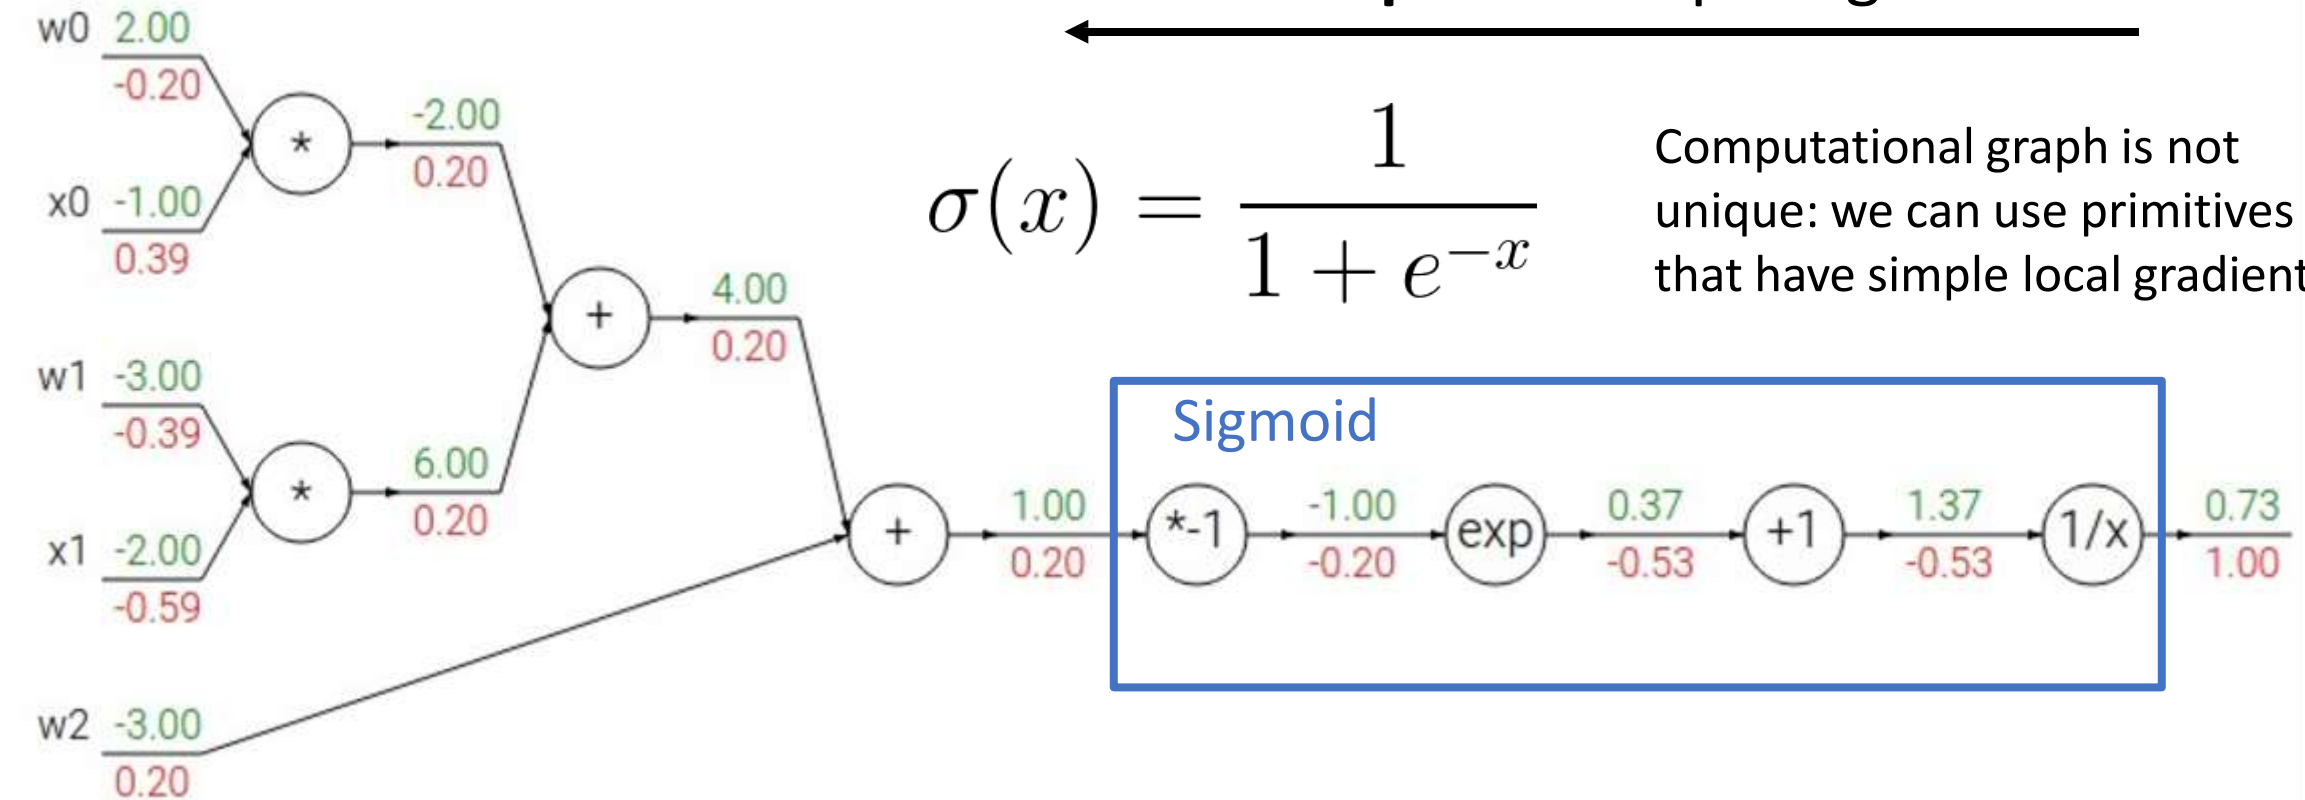 w0 2.00
-0.20
*
-2.00
0.20
x0 -1.00
0.39
σ(x) = 1 / (1 + e^{-x})
Computational graph is not
unique: we can use primitives
that have simple local gradient
+
4.00
0.20
w1 -3.00
-0.39
*
6.00
0.20
x1 -2.00
-0.59
Sigmoid
+
1.00
0.20
*-1
-1.00
-0.20
exp
0.37
-0.53
+1
1.37
-0.53
1/x
0.73
1.00
w2 -3.00
0.20